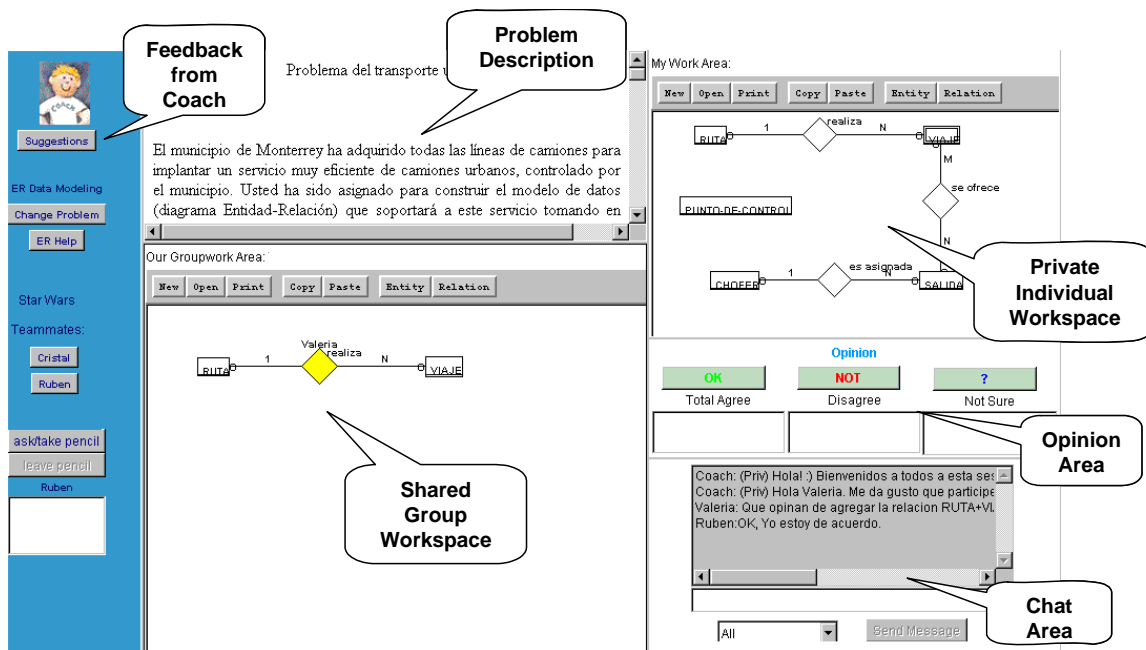 Feedback
from
Coach
Suggestions
ER Data Modeling
Change Problem
ER Help
Star Wars
Teammates:
Cristal
Ruben
ask/take pencil
leave pencil
Ruben
Problem
Description
Problema del transporte u
El municipio de Monterrey ha adquirido todas las líneas de camiones para
implantar un servicio muy eficiente de camiones urbanos, controlado por
el municipio. Usted ha sido asignado para construir el modelo de datos
(diagrama Entidad-Relación) que soportará a este servicio tomando en
Our Groupwork Area:
New Open Print Copy Paste Entity Relation
Valeria
realiza
RUTA 1 N VIAJE
Shared
Group
Workspace
My Work Area:
New Open Print Copy Paste Entity Relation
realiza
RUTA 1 N VIAJE
M
se ofrece
PUNTO-DE-CONTROL
N
es asignada
CHOFER 1 N SALIDA
Private
Individual
Workspace
Opinion
OK NOT ?
Total Agree Disagree Not Sure
Opinion
Area
Coach: (Priv) Hola! :) Bienvenidos a todos a esta ses
Coach: (Priv) Hola Valeria. Me da gusto que participe
Valeria: Que opinan de agregar la relacion RUTA+VI
Ruben:OK, Yo estoy de acuerdo.
Chat
Area
All Send Message